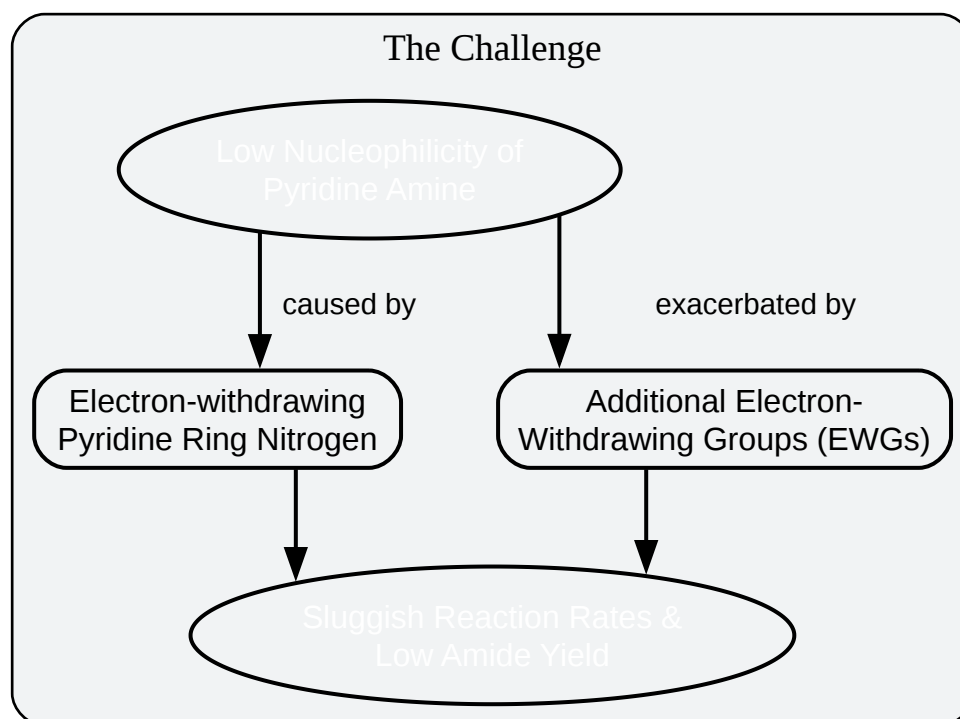 The Challenge
Low Nucleophilicity of
Pyridine Amine
caused by
exacerbated by
Electron-withdrawing
Pyridine Ring Nitrogen
Additional Electron-
Withdrawing Groups (EWGs)
Sluggish Reaction Rates &
Low Amide Yield